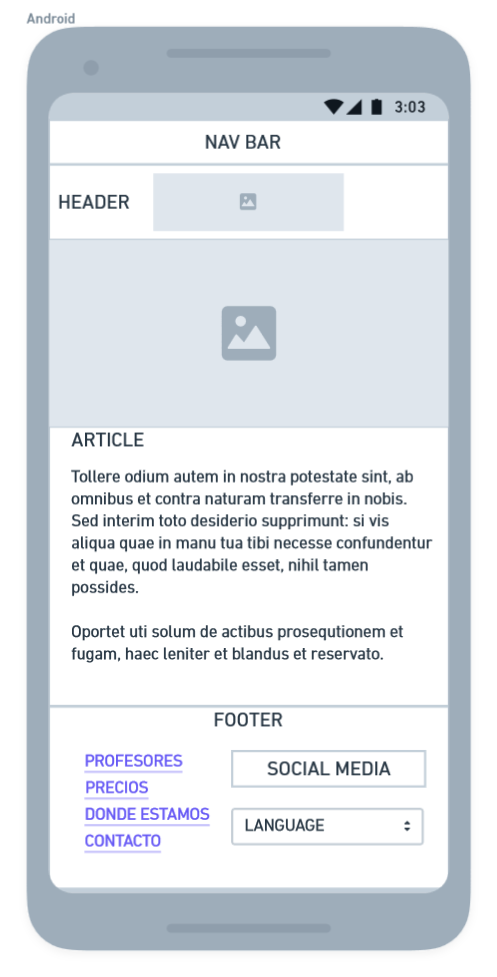 Android
3:03
NAV BAR
HEADER
ARTICLE
Tollere odium autem in nostra potestate sint, ab
omnibus et contra naturam transferre in nobis.
Sed interim toto desiderio supprimunt: si vis
aliqua quae in manu tua tibi necesse confundentur
et quae, quod laudabile esset, nihil tamen
possides.
Oportet uti solum de actibus prosequtionem et
fugam, haec leniter et blandus et reservato.
FOOTER
PROFESORES
PRECIOS
DONDE ESTAMOS
CONTACTO
SOCIAL MEDIA
LANGUAGE